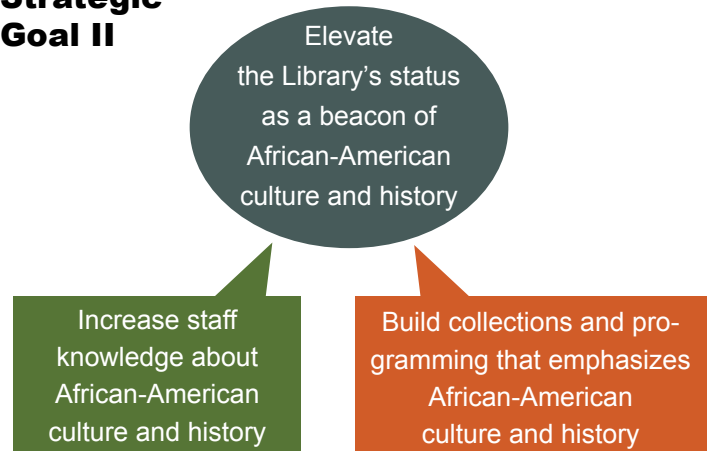 Strategic
Goal II
Elevate
the Library’s status
as a beacon of
African-American
culture and history
Increase staff
knowledge about
African-American
culture and history
Build collections and pro-
gramming that emphasizes
African-American
culture and history